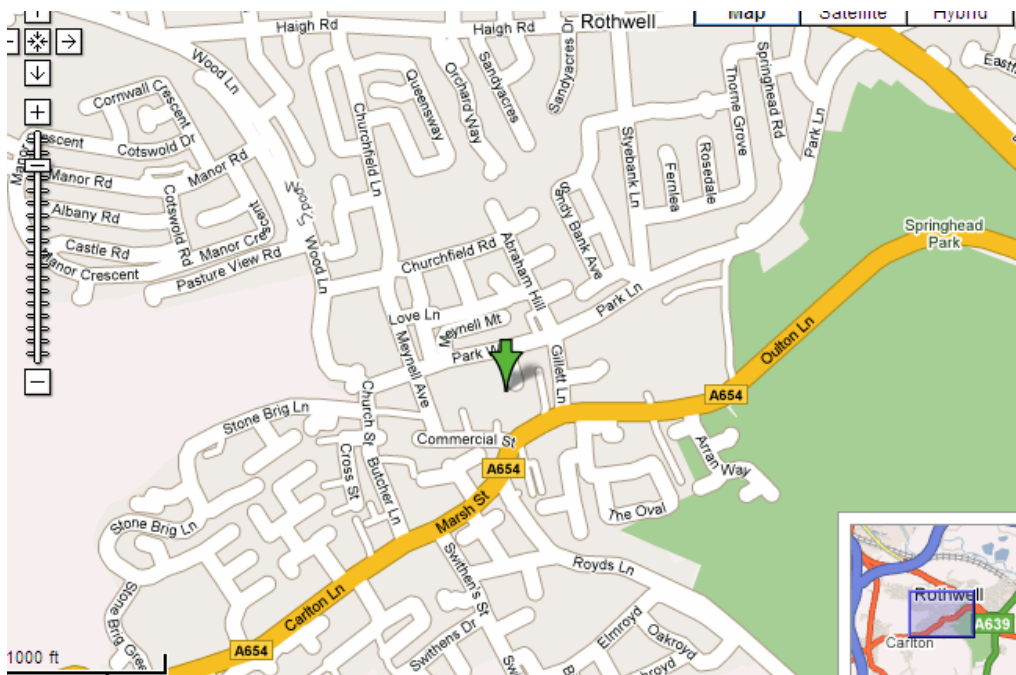 Haigh Rd
Haigh Rd
Rothwell
Map
Satellite
Hybrid
Wood Ln
Cornwall Crescent
Cotswold Dr
Manor Rd
Manor Rd
Albany Rd
Castle Rd
Manor Crescent
Cotswold Rd
Manor Crescent
Pasture View Rd
Wood Ln
Wood Ln
Churchfield Ln
Queensway
Orchard Way
Sandyacres
Sandyacres Dr
Styebank Ln
Thorne Grove
Springhead Rd
Park Ln
Fernlea
Rosedale
Sandy Bank Ave
Springhead
Park
Churchfield Rd
Abraham Hill
Park Ln
Love Ln
Meynell Ave
Gillett Ln
Oulton Ln
A654
Stone Brig Ln
Church St
Commercial St
Cross St
Butcher Ln
A654
Marsh St
Arran Way
The Oval
Stone Brig Ln
Swithen's St
Royds Ln
Carlton Ln
A654
Swithens Dr
Elmroyd
Oakroyd
1000 ft
Rothwell
Carlton
A639